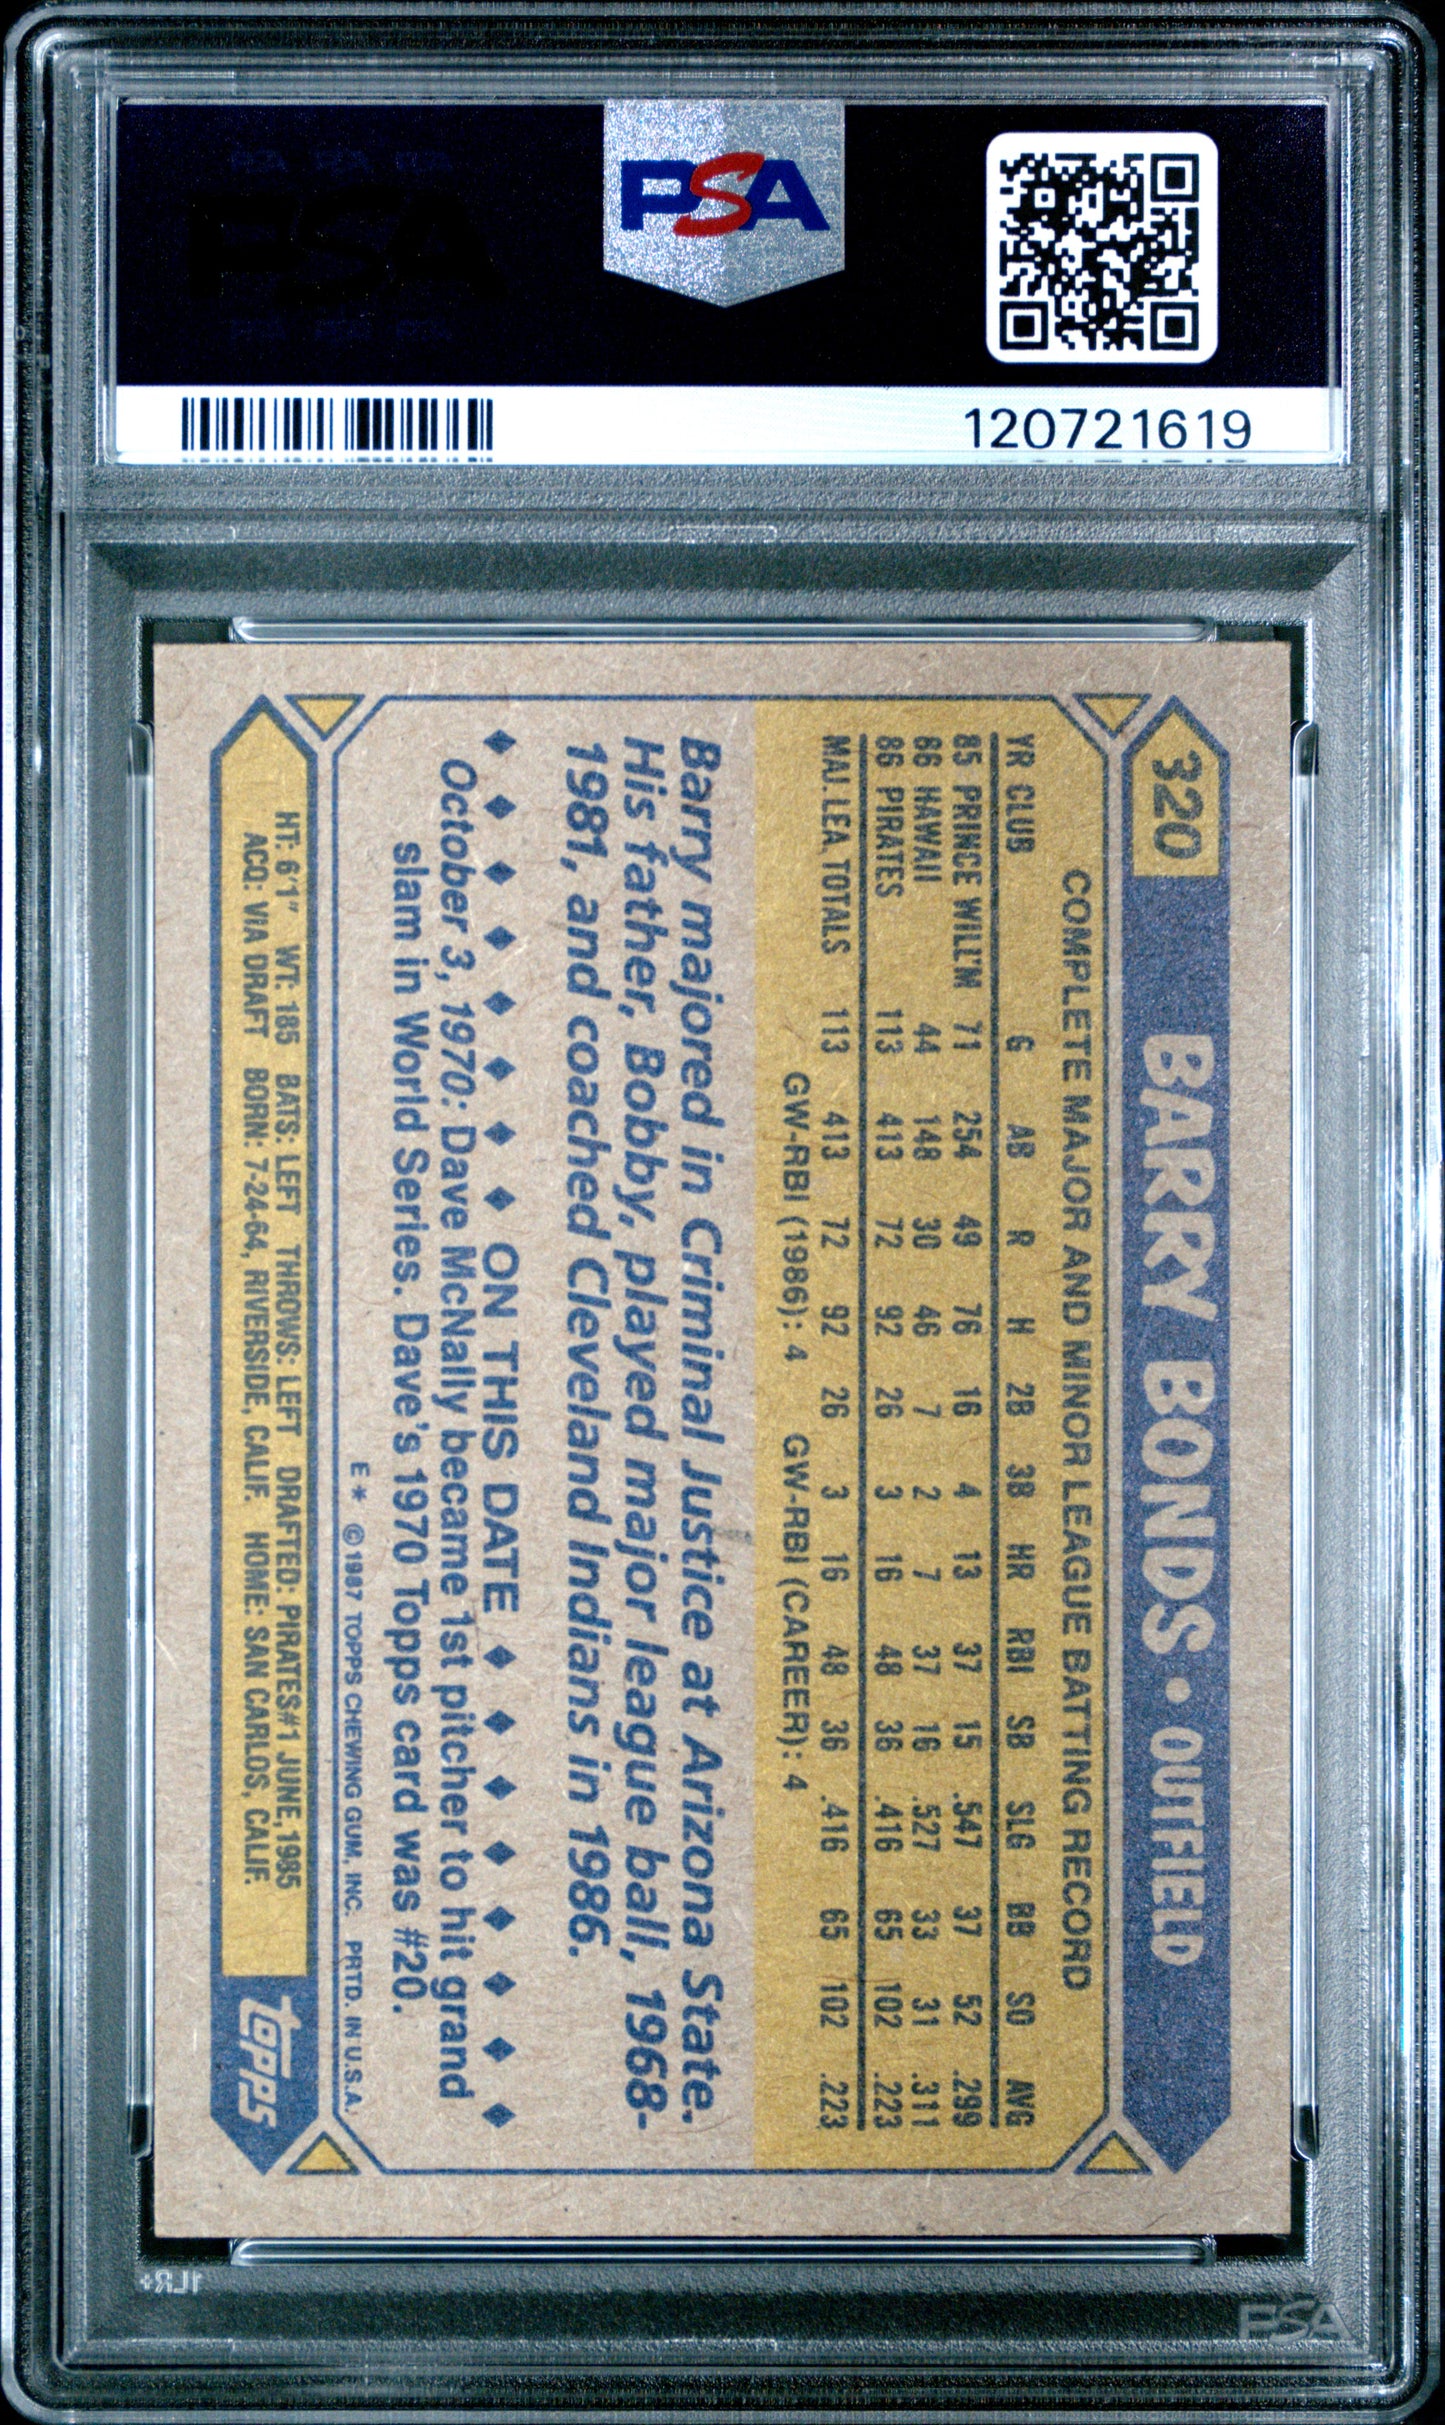 PSA
120721619
320 BARRY BONDS • OUTFIELD
COMPLETE MAJOR AND MINOR LEAGUE BATTING RECORD
YR CLUB G AB R H 2B 3B HR RBI SB SLG BB SO AVG
85 PRINCE WILL'M 71 254 49 76 16 4 13 37 15 .547 37 52 .299
86 HAWAII 44 148 30 46 7 2 7 37 16 .527 33 31 .311
86 PIRATES 113 413 72 92 26 3 16 48 36 .416 65 102 .223
MAJ. LEA. TOTALS 113 413 72 92 26 3 16 48 36 .416 65 102 .223
GW-RBI (1986): 4 GW-RBI (CAREER): 4
Barry majored in Criminal Justice at Arizona State.
His father, Bobby, played major league ball, 1968-
1981, and coached Cleveland Indians in 1986.
ON THIS DATE
October 3, 1970: Dave McNally became 1st pitcher to hit grand
slam in World Series. Dave's 1970 Topps card was #20.
E* © 1987 TOPPS CHEWING GUM, INC. PRTD. IN U.S.A.
HT: 6'1" WT: 185 BATS: LEFT THROWS: LEFT DRAFTED: PIRATES#1 JUNE, 1985
ACQ: VIA DRAFT BORN: 7-24-64, RIVERSIDE, CALIF. HOME: SAN CARLOS, CALIF.
topps
1LR+
PSA